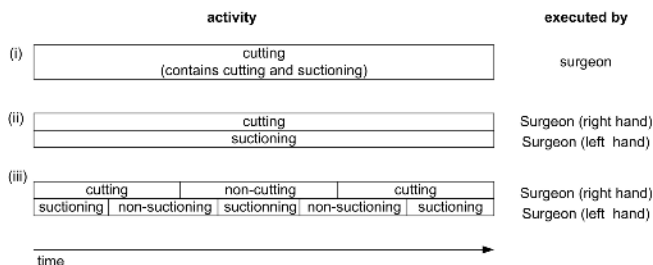 activity executed by
(i) cutting
(contains cutting and suctioning) surgeon
(ii) cutting Surgeon (right hand)
suctioning Surgeon (left hand)
(iii)
cutting non-cutting cutting Surgeon (right hand)
suctioning non-suctioning suctionning non-suctioning suctioning Surgeon (left hand)
time